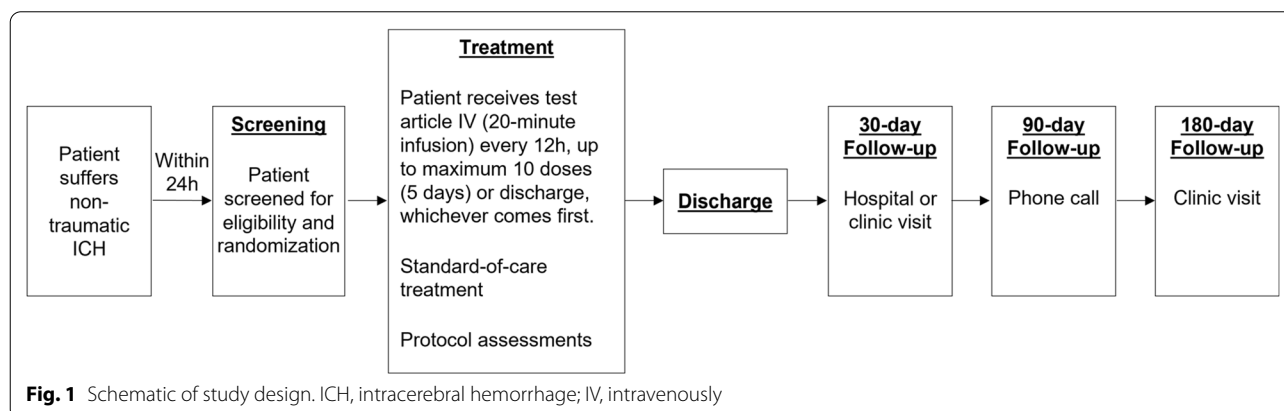 Patient
suffers
non-
traumatic
ICH
Within
24h
Screening
Patient
screened for
eligibility and
randomization
Treatment
Patient receives test
article IV (20-minute
infusion) every 12h, up
to maximum 10 doses
(5 days) or discharge,
whichever comes first.
Standard-of-care
treatment
Protocol assessments
Discharge
30-day
Follow-up
Hospital or
clinic visit
90-day
Follow-up
Phone call
180-day
Follow-up
Clinic visit
Fig. 1 Schematic of study design. ICH, intracerebral hemorrhage; IV, intravenously